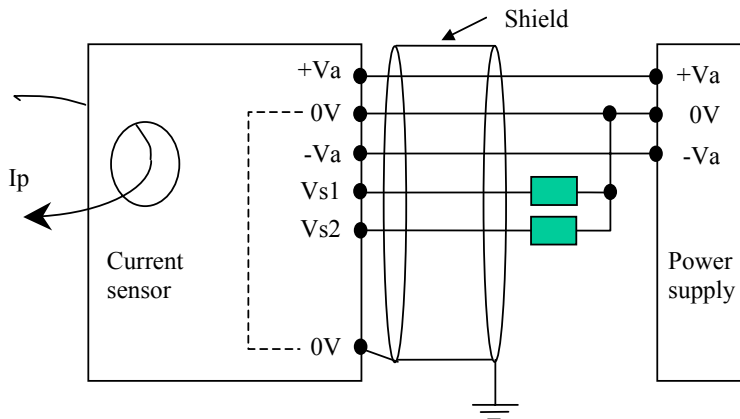 Shield
+Va
0V
-Va
Vs1
Vs2
0V
Ip
Current
sensor
+Va
0V
-Va
Power
supply